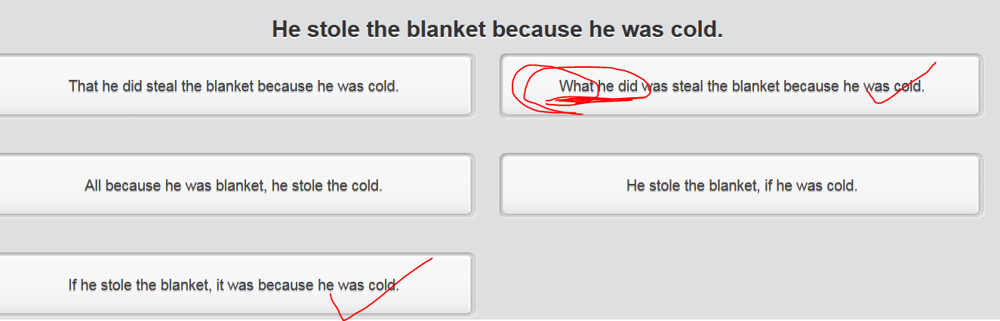 He stole the blanket because he was cold.
That he did steal the blanket because he was cold.
What he did was steal the blanket because he was cold.
All because he was blanket, he stole the cold.
He stole the blanket, if he was cold.
If he stole the blanket, it was because he was cold.